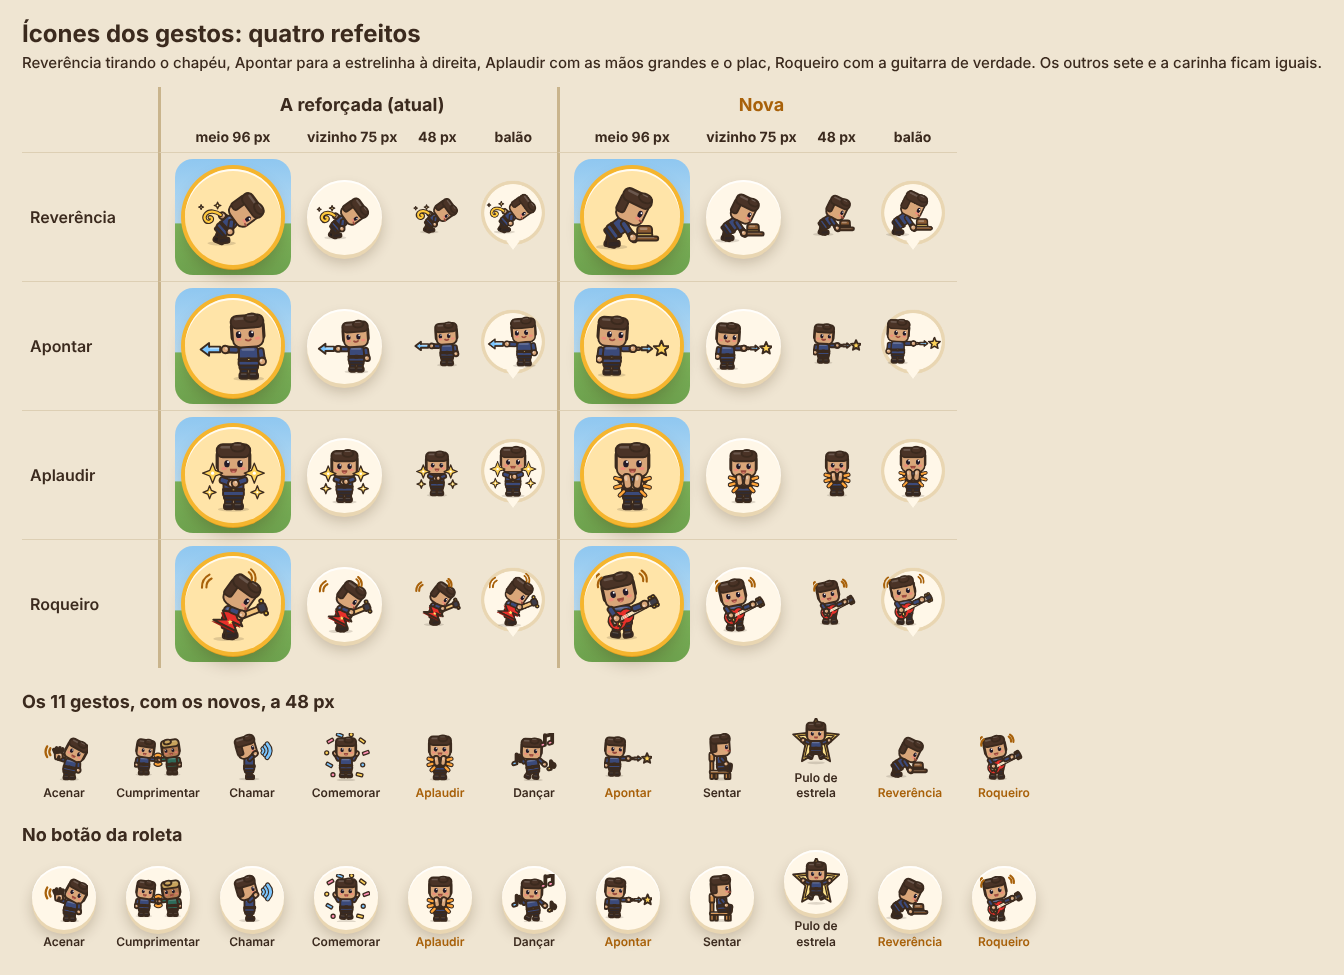 Ícones dos gestos: quatro refeitos
Reverência tirando o chapéu, Apontar para a estrelinha à direita, Aplaudir com as mãos grandes e o plac, Roqueiro com a guitarra de verdade. Os outros sete e a carinha ficam iguais.
A reforçada (atual) Nova
meio 96 px vizinho 75 px 48 px balão meio 96 px vizinho 75 px 48 px balão
Reverência
Apontar
Aplaudir
Roqueiro
Os 11 gestos, com os novos, a 48 px
Acenar Cumprimentar Chamar Comemorar Aplaudir Dançar Apontar Sentar Pulo de estrela Reverência Roqueiro
No botão da roleta
Acenar Cumprimentar Chamar Comemorar Aplaudir Dançar Apontar Sentar Pulo de estrela Reverência Roqueiro